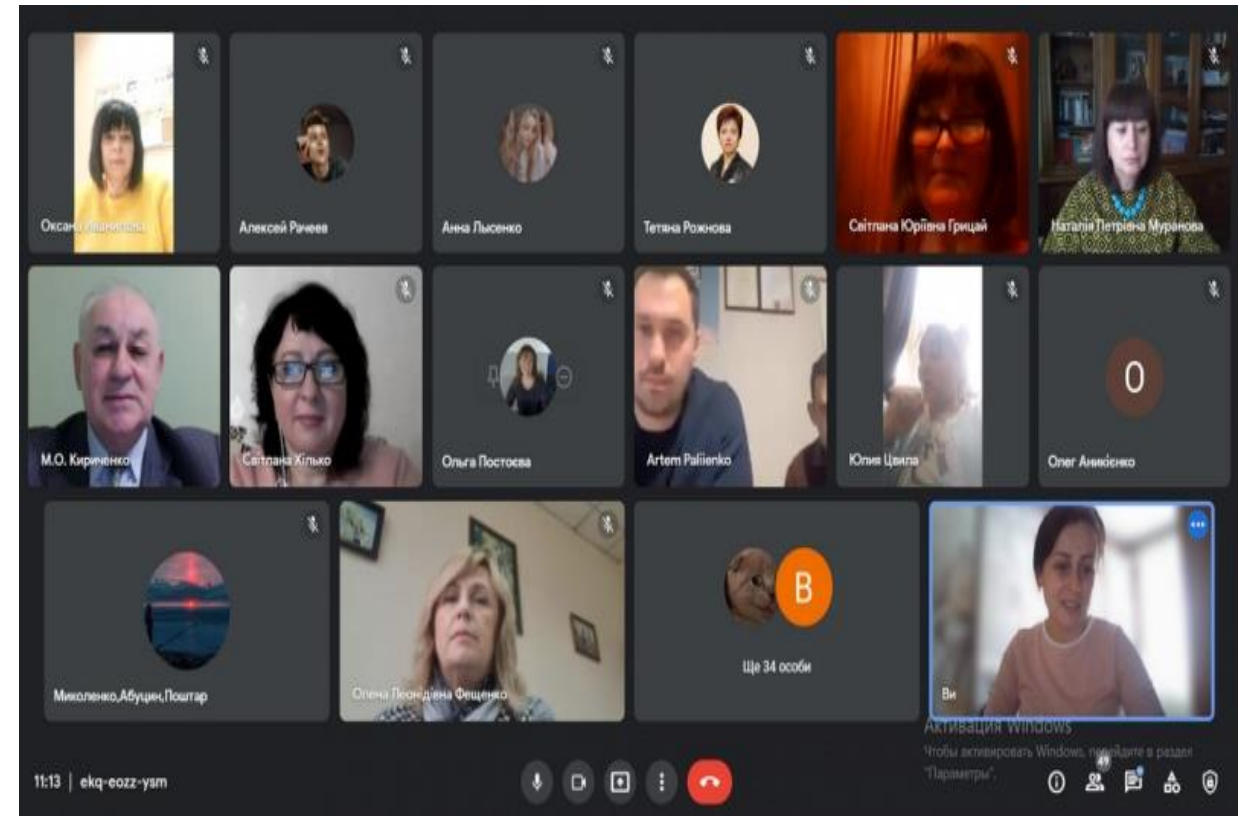 Оксана Іванилова
Алексей Рачеев
Анна Лысенко
Тетяна Рожнова
Світлана Юріївна Грицай
Наталія Петрівна Муранова
М.О. Кириченко
Світлана Хілько
Ольга Постоєва
Artem Paliienko
Юлия Цвила
О
Олег Аникієнко
Миколенко,Абуцин,Поштар
Олена Леонідівна Фещенко
В
Ще 34 особи
Ви
Активация Windows
Чтобы активировать Windows, перейдите в раздел
"Параметры".
11:13 | ekq-eozz-ysm
49